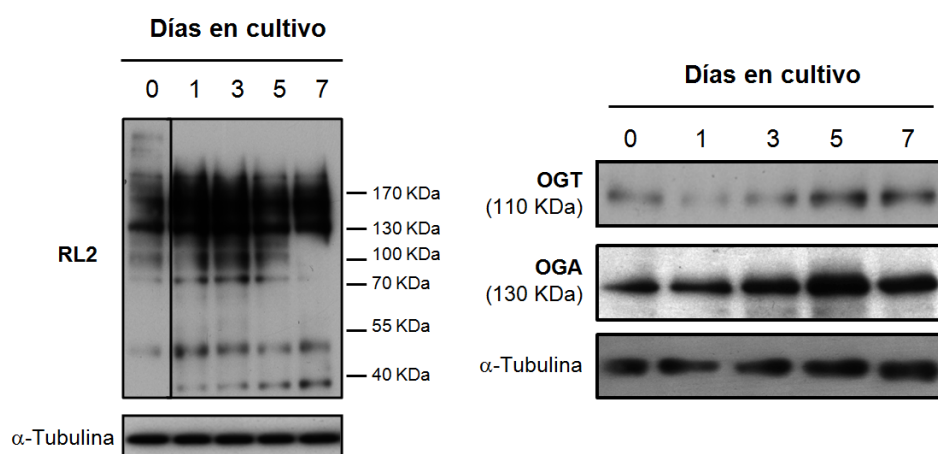 Días en cultivo
0 1 3 5 7
RL2
170 KDa
130 KDa
100 KDa
70 KDa
55 KDa
40 KDa
α-Tubulina
Días en cultivo
0 1 3 5 7
OGT
(110 KDa)
OGA
(130 KDa)
α-Tubulina